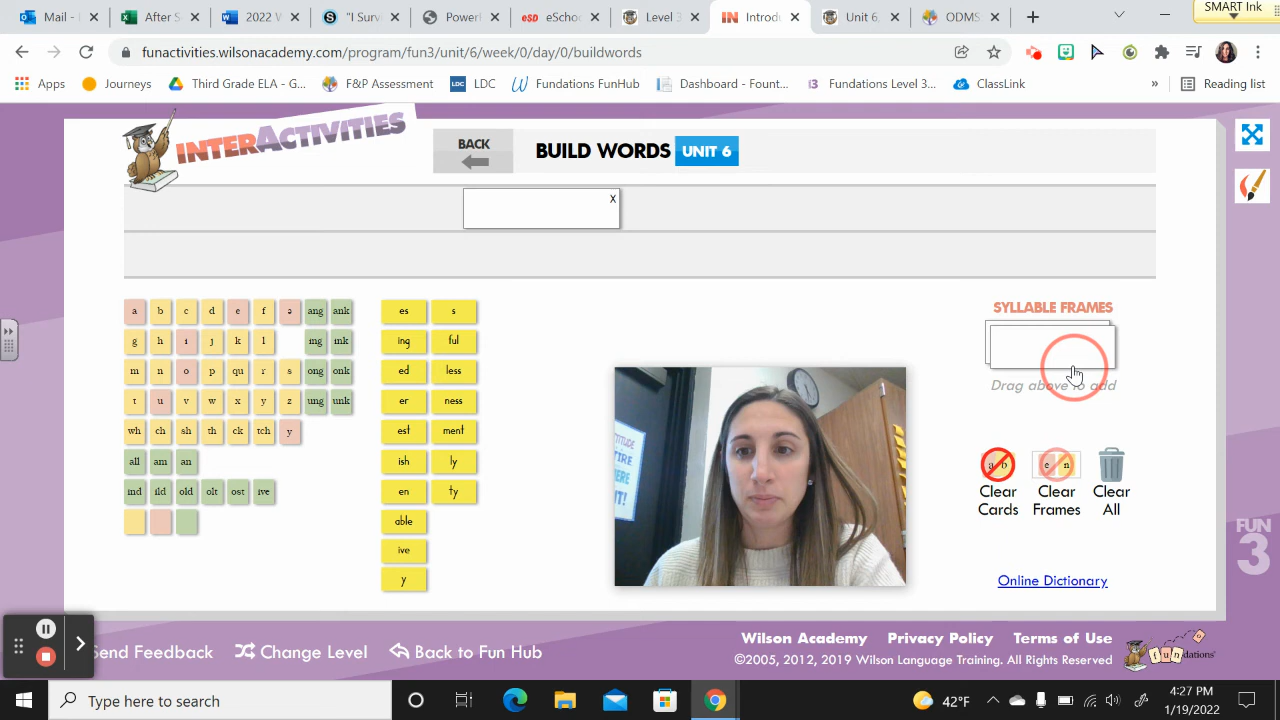 Mail -
After S
2022 W
"I Survi
Powerf
esd eSchoo
Level 3
IN Introdu
Unit 6,
ODMS
SMART Ink
funactivities.wilsonacademy.com/program/fun3/unit/6/week/0/day/0/buildwords
Apps
Journeys
Third Grade ELA - G...
F&P Assessment
LDC LDC
Fundations FunHub
Dashboard - Fount...
Fundations Level 3...
ClassLink
»
Reading list
INTERACTIVITIES
BACK
BUILD WORDS UNIT 6
X
a b c d e f ə ang ank
g h i j k l ing ink
m n o p qu r s ong onk
t u v w x y z ung unk
wh ch sh th ck tch y
all am an
ind ild old olt ost ive
es s
ing ful
ed less
er ness
est ment
ish ly
en ty
able
ive
y
SYLLABLE FRAMES
Drag above to add
a b
e n
Clear Cards
Clear Frames
Clear All
Online Dictionary
FUN 3
Send Feedback
Change Level
Back to Fun Hub
Wilson Academy Privacy Policy Terms of Use
©2005, 2012, 2019 Wilson Language Training. All Rights Reserved
fundations
Type here to search
42°F
4:27 PM
1/19/2022